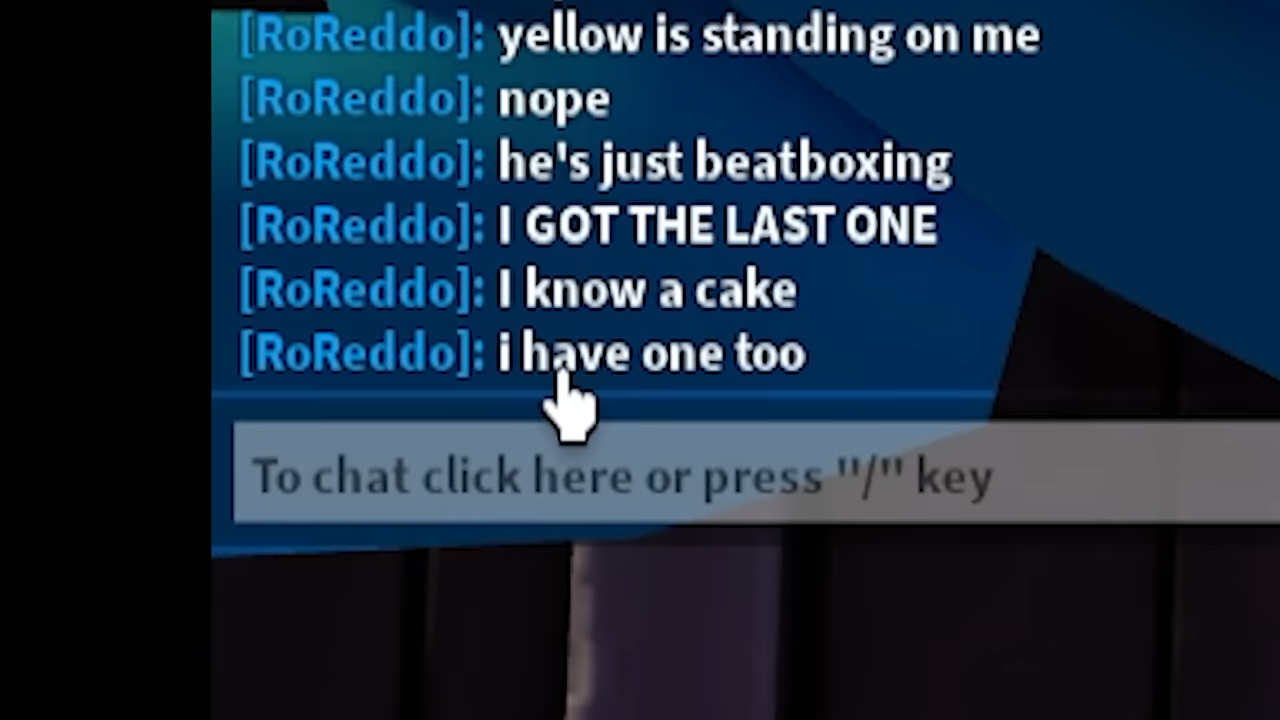 [RoReddo]: yellow is standing on me
[RoReddo]: nope
[RoReddo]: he's just beatboxing
[RoReddo]: I GOT THE LAST ONE
[RoReddo]: I know a cake
[RoReddo]: i have one too
To chat click here or press "/" key